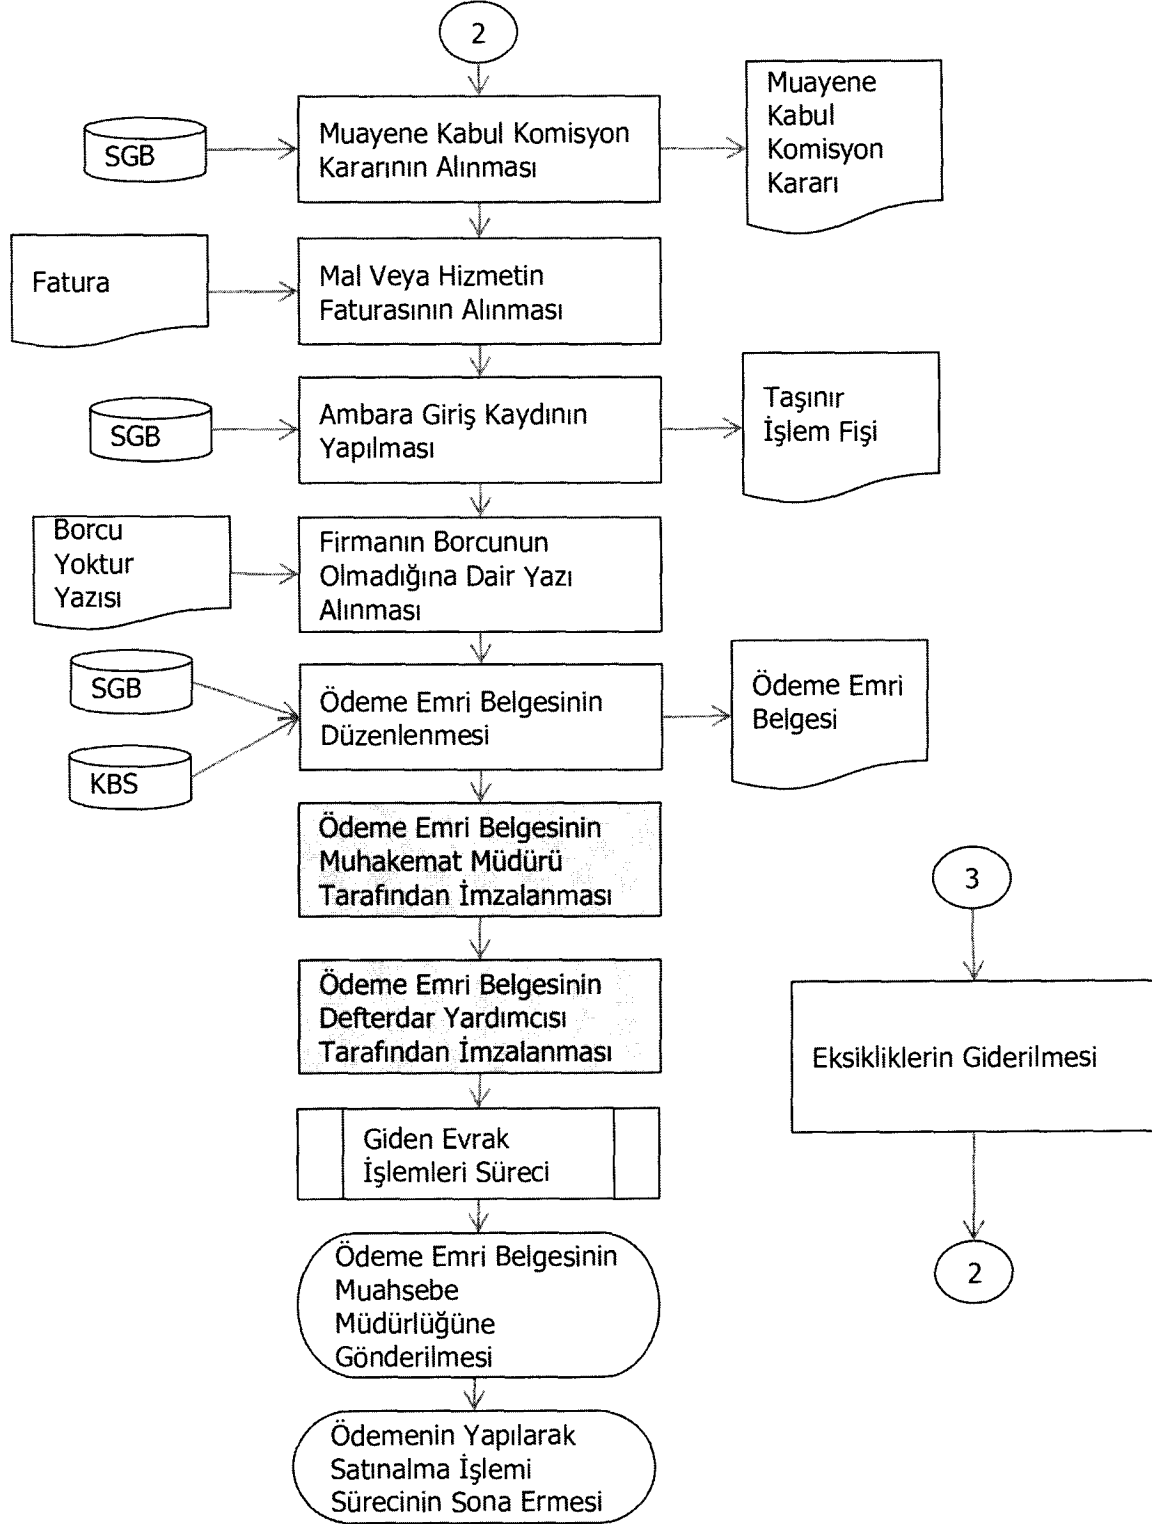 2
SGB
Muayene Kabul Komisyon
Kararının Alınması
Muayene
Kabul
Komisyon
Kararı
Fatura
Mal Veya Hizmetin
Faturasının Alınması
SGB
Ambara Giriş Kaydının
Yapılması
Taşınır
İşlem Fişi
Borcu
Yoktur
Yazısı
Firmanın Borcunun
Olmadığına Dair Yazı
Alınması
SGB
KBS
Ödeme Emri Belgesinin
Düzenlenmesi
Ödeme Emri
Belgesi
Ödeme Emri Belgesinin
Muhakemat Müdürü
Tarafından İmzalanması
Ödeme Emri Belgesinin
Defterdar Yardımcısı
Tarafından İmzalanması
Giden Evrak
İşlemleri Süreci
Ödeme Emri Belgesinin
Muahsebe
Müdürlüğüne
Gönderilmesi
Ödemenin Yapılarak
Satınalma İşlemi
Sürecinin Sona Ermesi
3
Eksikliklerin Giderilmesi
2